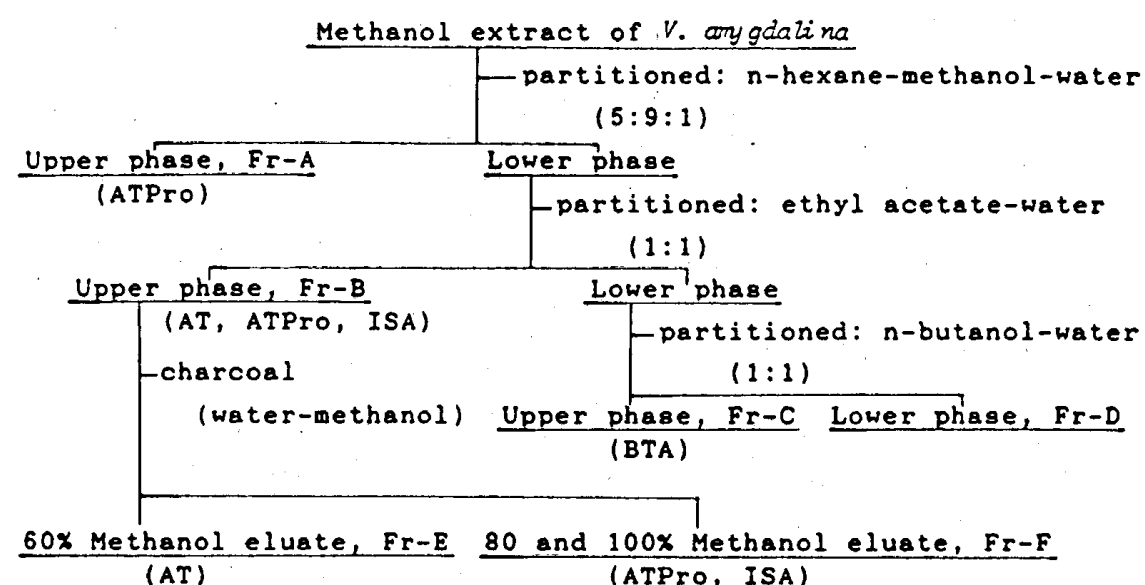 Methanol extract of V. amygdalina
partitioned: n-hexane-methanol-water
(5:9:1)
Upper phase, Fr-A
Lower phase
(ATPro)
partitioned: ethyl acetate-water
(1:1)
Upper phase, Fr-B
Lower phase
(AT, ATPro, ISA)
partitioned: n-butanol-water
charcoal
(1:1)
(water-methanol)
Upper phase, Fr-C
Lower phase, Fr-D
(BTA)
60% Methanol eluate, Fr-E
80 and 100% Methanol eluate, Fr-F
(AT)
(ATPro, ISA)